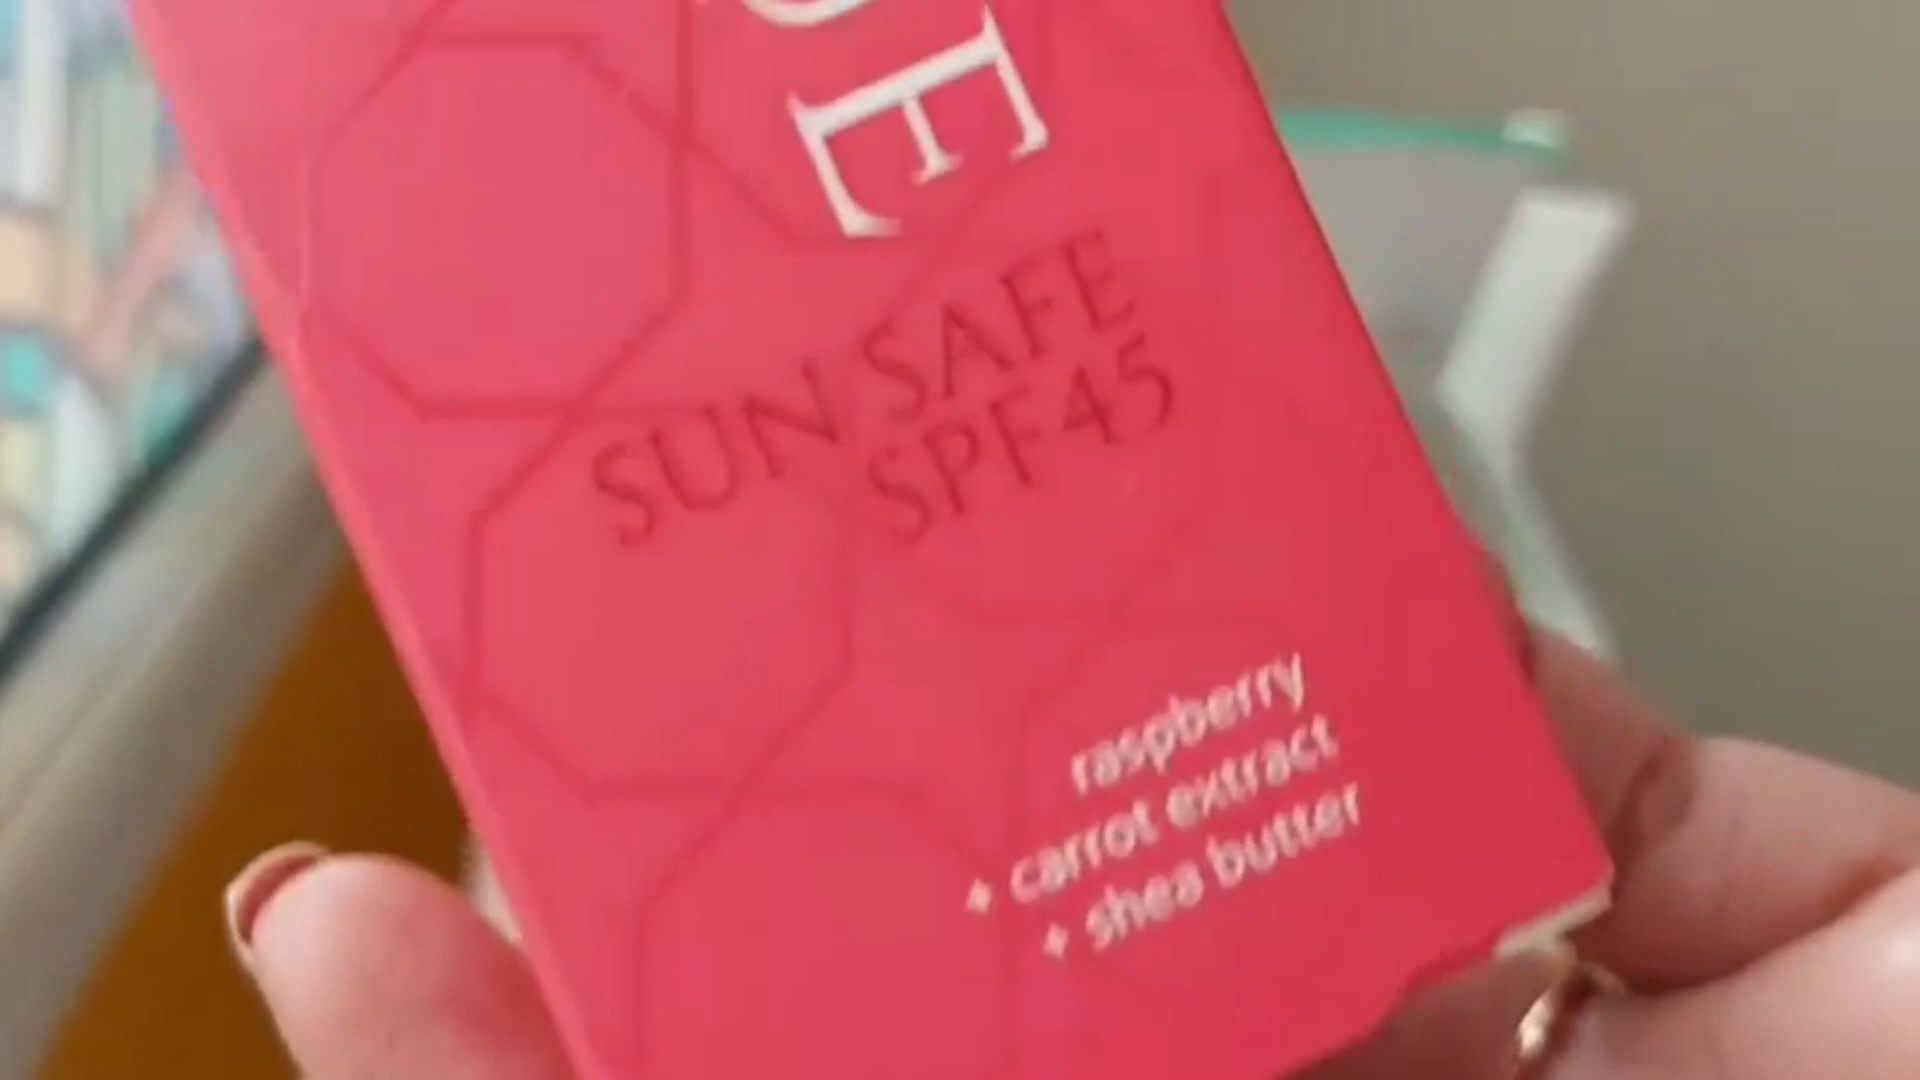 E
SUN SAFE
SPF45
raspberry
+ carrot extract
+ shea butter